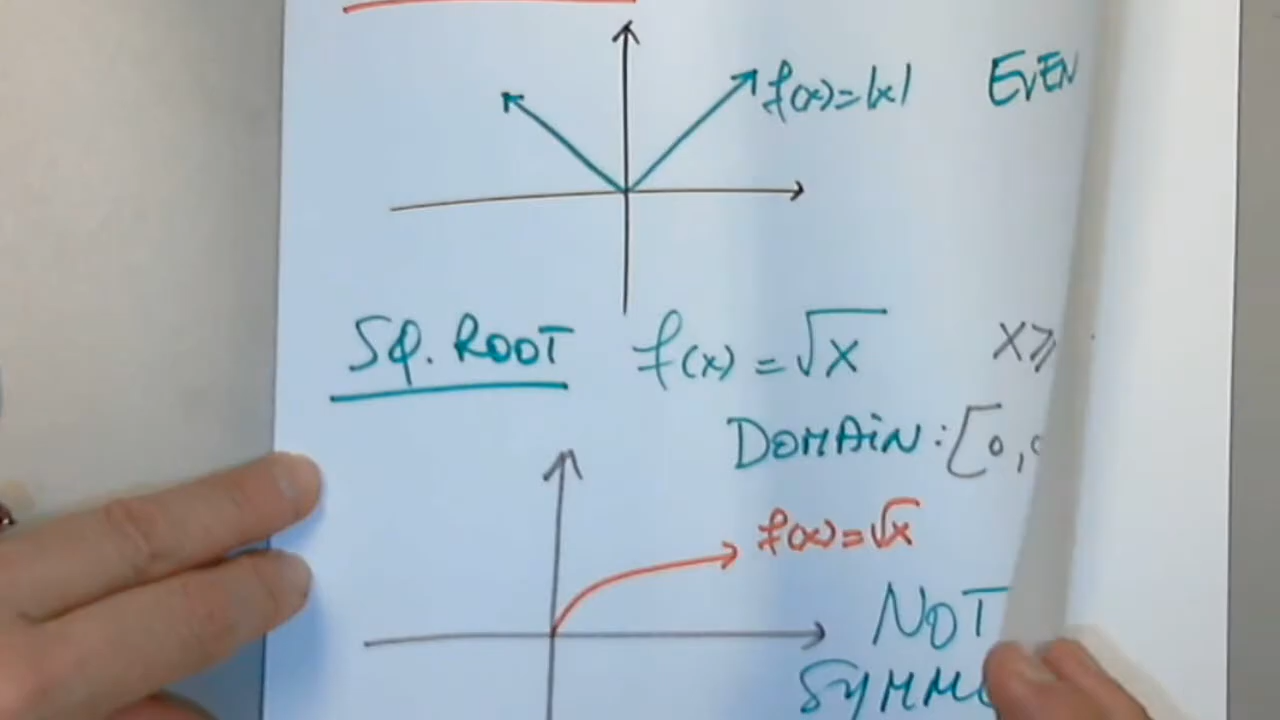 f(x)=|x| EVEN
SQ. ROOT f(x) = √x X≥
DOMAIN: [0,
f(x)=√x
NOT